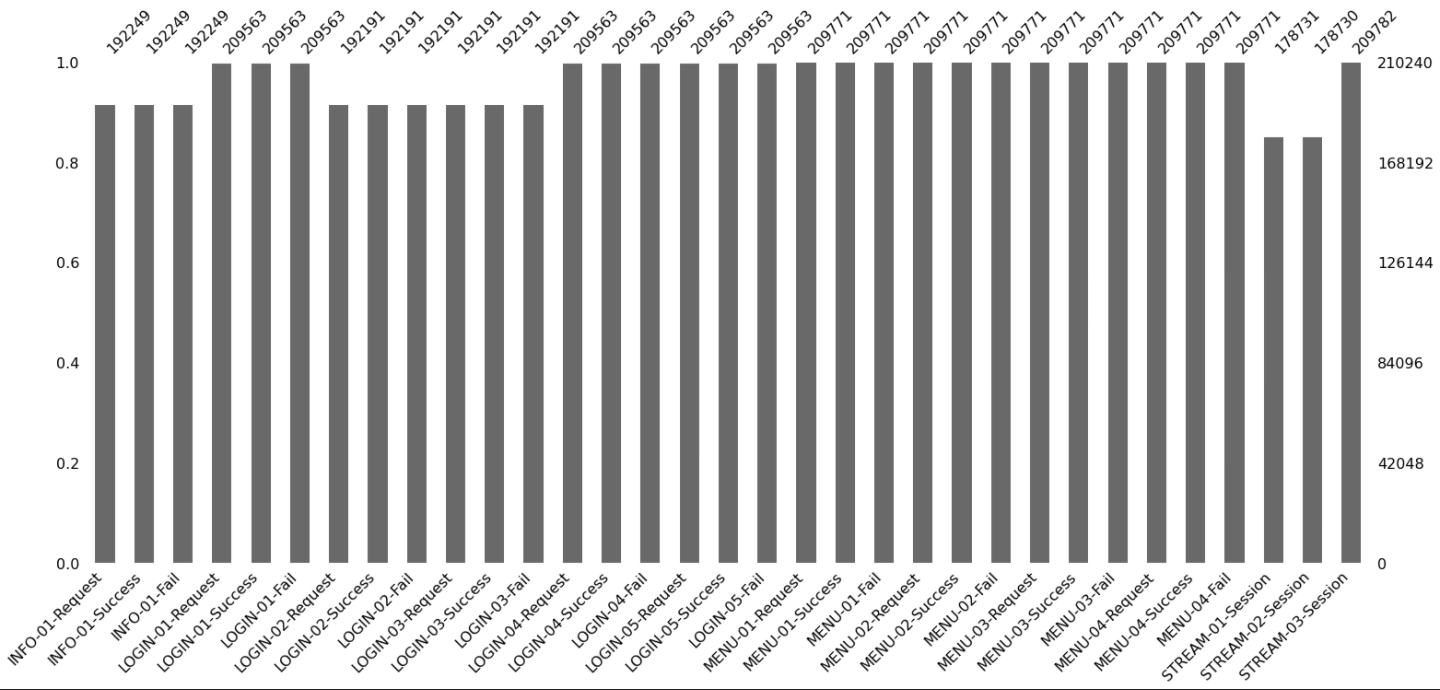 192249
192249
192249
209563
209563
209563
192191
192191
192191
192191
192191
192191
209563
209563
209563
209563
209563
209563
209771
209771
209771
209771
209771
209771
209771
209771
209771
209771
209771
209771
178731
178730
209782
1.0
0.8
0.6
0.4
0.2
0.0
210240
168192
126144
84096
42048
0
INFO-01-Request
INFO-01-Success
INFO-01-Fail
LOGIN-01-Request
LOGIN-01-Success
LOGIN-01-Fail
LOGIN-02-Request
LOGIN-02-Success
LOGIN-02-Fail
LOGIN-03-Request
LOGIN-03-Success
LOGIN-03-Fail
LOGIN-04-Request
LOGIN-04-Success
LOGIN-04-Fail
LOGIN-05-Request
LOGIN-05-Success
LOGIN-05-Fail
MENU-01-Request
MENU-01-Success
MENU-01-Fail
MENU-02-Request
MENU-02-Success
MENU-02-Fail
MENU-03-Request
MENU-03-Success
MENU-03-Fail
MENU-04-Request
MENU-04-Success
MENU-04-Fail
STREAM-01-Session
STREAM-02-Session
STREAM-03-Session